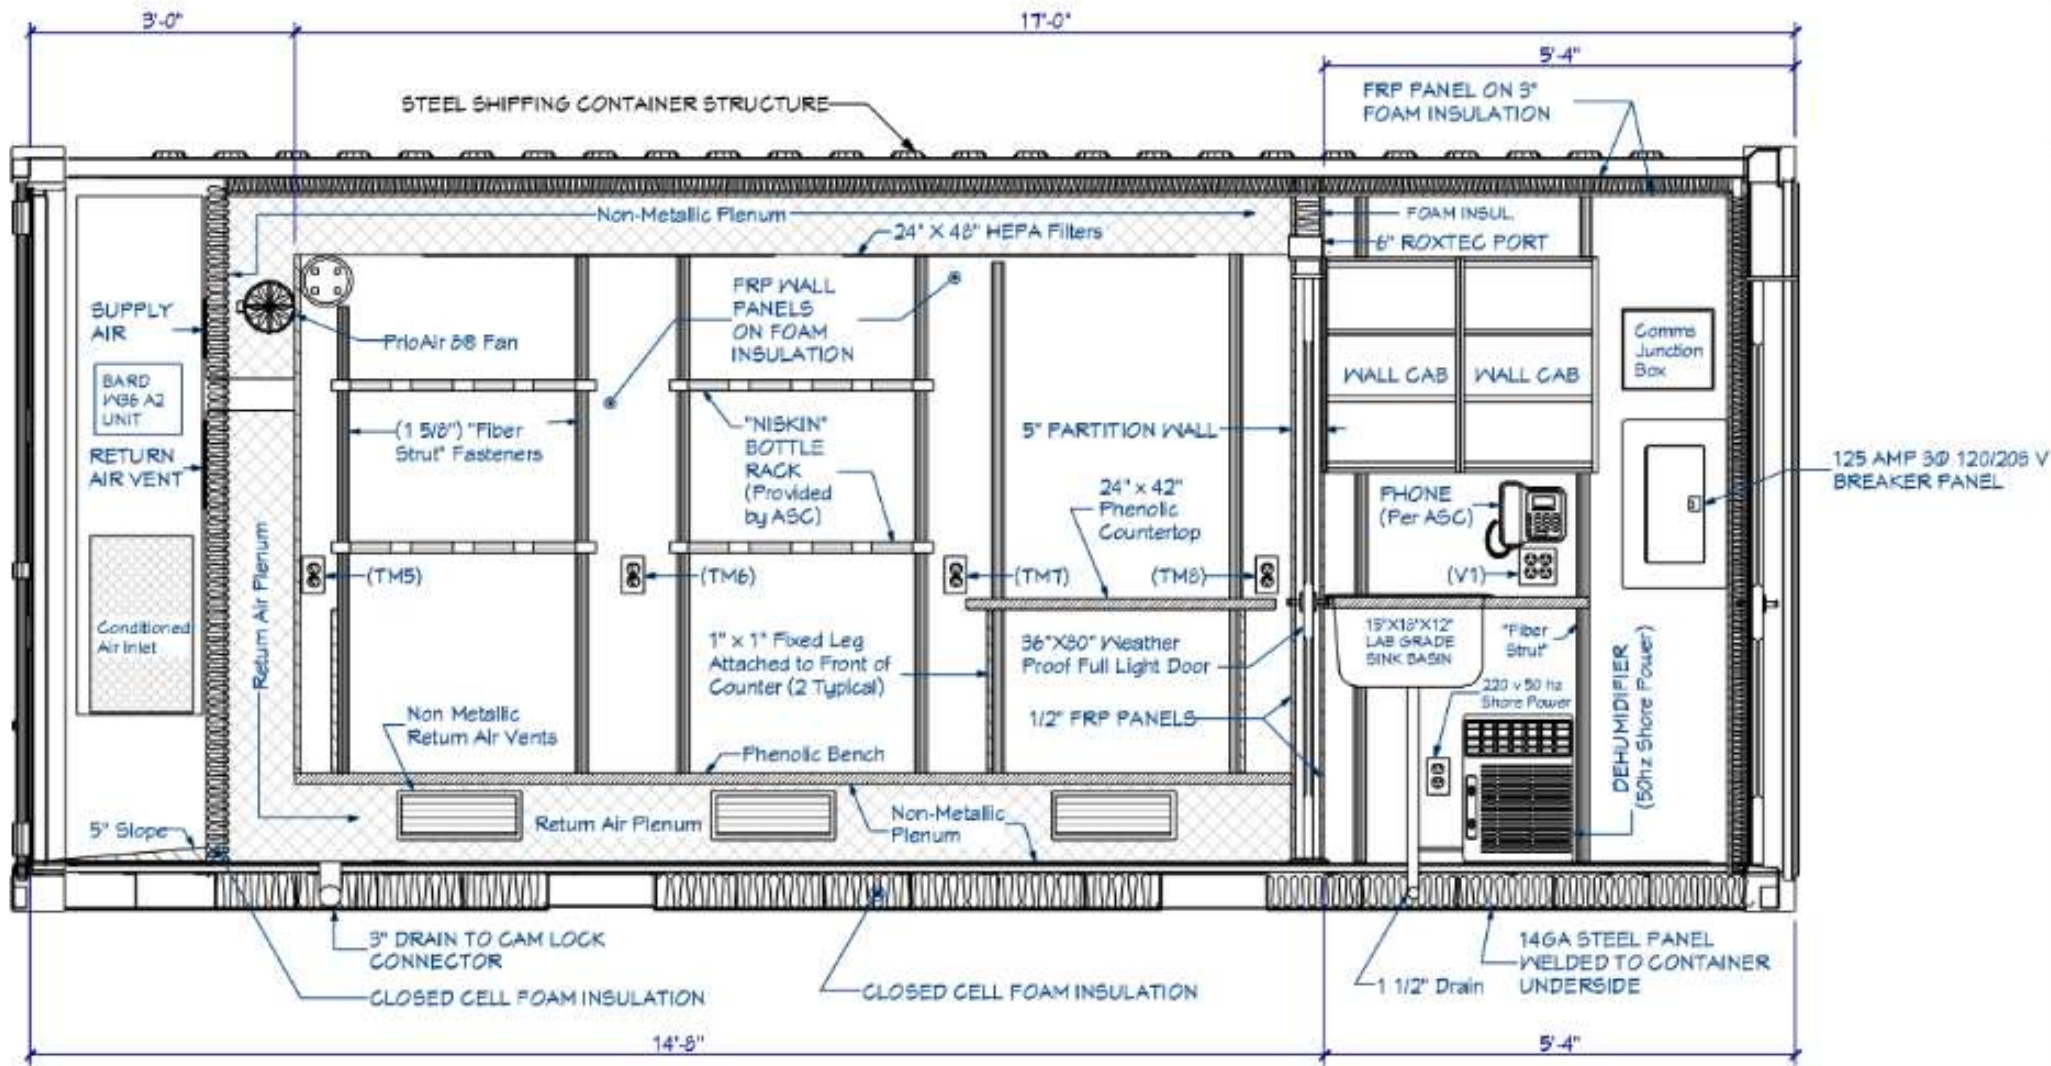 3'-0"
17'-0"
5'-4"
STEEL SHIPPING CONTAINER STRUCTURE
FRP PANEL ON 3"
FOAM INSULATION
Non-Metallic Plenum
24" X 48" HEPA Filters
FOAM INSUL.
6" ROXTEC PORT
SUPPLY
AIR
PrioAir 8® Fan
FRP WALL
PANELS
ON FOAM
INSULATION
WALL CAB
WALL CAB
Comms
Junction
Box
BARD
W36 A2
UNIT
RETURN
AIR VENT
(1 5/8") "Fiber
Strut" Fasteners
"NISKIN"
BOTTLE
RACK
(Provided
by ASC)
5" PARTITION WALL
24" x 42"
Phenolic
Countertop
PHONE
(Per ASC)
125 AMP 3Ø 120/208 V
BREAKER PANEL
Return Air Plenum
(TM5)
(TM6)
(TM7)
(TM8)
(V1)
Conditioned
Air Inlet
1" x 1" Fixed Leg
Attached to Front of
Counter (2 Typical)
36"X80" Weather
Proof Full Light Door
LAB GRADE
SINK BASIN
"Fiber
Strut"
220 v 50 hz
Shore Power
DEHUMIDIFIER
(50hz Shore Power)
Non Metallic
Return Air Vents
Phenolic Bench
1/2" FRP PANELS
5" Slope
Return Air Plenum
Non-Metallic
Plenum
3" DRAIN TO CAM LOCK
CONNECTOR
CLOSED CELL FOAM INSULATION
CLOSED CELL FOAM INSULATION
1 1/2" Drain
14GA STEEL PANEL
WELDED TO CONTAINER
UNDERSIDE
14'-8"
5'-4"